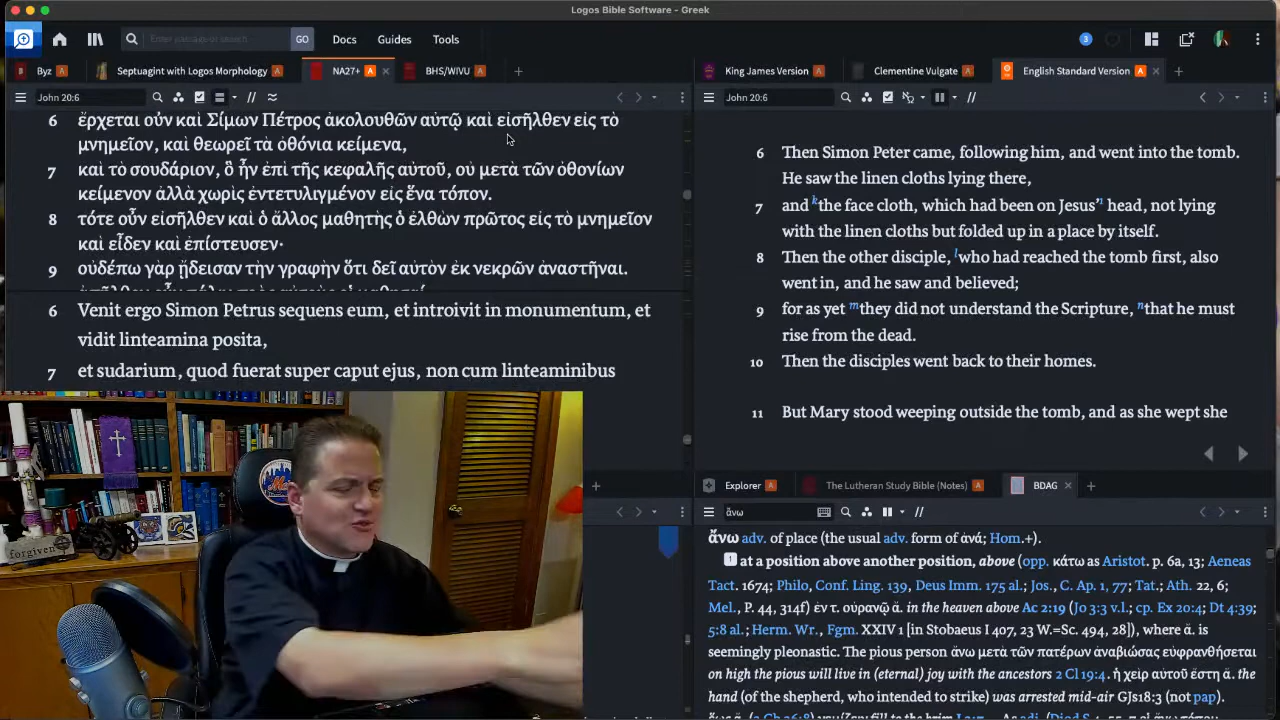 Logos Bible Software - Greek
Enter passage or search
GO
Docs
Guides
Tools
3
Byz A
Septuagint with Logos Morphology A
NA27+ A
BHS/WIVU A
King James Version A
Clementine Vulgate A
English Standard Version A
John 20:6
John 20:6
6 ἔρχεται οὖν καὶ Σίμων Πέτρος ἀκολουθῶν αὐτῷ καὶ εἰσῆλθεν εἰς τὸ
μνημεῖον, καὶ θεωρεῖ τὰ ὀθόνια κείμενα,
7 καὶ τὸ σουδάριον, ὃ ἦν ἐπὶ τῆς κεφαλῆς αὐτοῦ, οὐ μετὰ τῶν ὀθονίων
κείμενον ἀλλὰ χωρὶς ἐντετυλιγμένον εἰς ἕνα τόπον.
8 τότε οὖν εἰσῆλθεν καὶ ὁ ἄλλος μαθητὴς ὁ ἐλθὼν πρῶτος εἰς τὸ μνημεῖον
καὶ εἶδεν καὶ ἐπίστευσεν·
9 οὐδέπω γὰρ ᾔδεισαν τὴν γραφὴν ὅτι δεῖ αὐτὸν ἐκ νεκρῶν ἀναστῆναι.
6 Venit ergo Simon Petrus sequens eum, et introivit in monumentum, et
vidit linteamina posita,
7 et sudarium, quod fuerat super caput ejus, non cum linteaminibus
6 Then Simon Peter came, following him, and went into the tomb.
He saw the linen cloths lying there,
7 and k the face cloth, which had been on Jesus’ 1 head, not lying
with the linen cloths but folded up in a place by itself.
8 Then the other disciple, l who had reached the tomb first, also
went in, and he saw and believed;
9 for as yet m they did not understand the Scripture, n that he must
rise from the dead.
10 Then the disciples went back to their homes.
11 But Mary stood weeping outside the tomb, and as she wept she
Explorer A
The Lutheran Study Bible (Notes) A
BDAG
ἄνω
ἄνω adv. of place (the usual adv. form of ἀνά; Hom.+).
1 at a position above another position, above (opp. κάτω as Aristot. p. 6a, 13; Aeneas
Tact. 1674; Philo, Conf. Ling. 139, Deus Imm. 175 al.; Jos., C. Ap. 1, 77; Tat.; Ath. 22, 6;
Mel., P. 44, 314f) ἐν τ. οὐρανῷ ἄ. in the heaven above Ac 2:19 (Jo 3:3 v.l.; cp. Ex 20:4; Dt 4:39;
5:8 al.; Herm. Wr., Fgm. XXIV 1 [in Stobaeus I 407, 23 W.=Sc. 494, 28]), where ἄ. is
seemingly pleonastic. The pious person ἄνω μετὰ τῶν πατέρων ἀναβιώσας εὐφρανθήσεται
on high the pious will live in (eternal) joy with the ancestors 2 Cl 19:4. ἡ χεὶρ αὐτοῦ ἔστη ἄ. the
hand (of the shepherd, who intended to strike) was arrested mid-air GJs18:3 (not pap).
Mets
forgiven